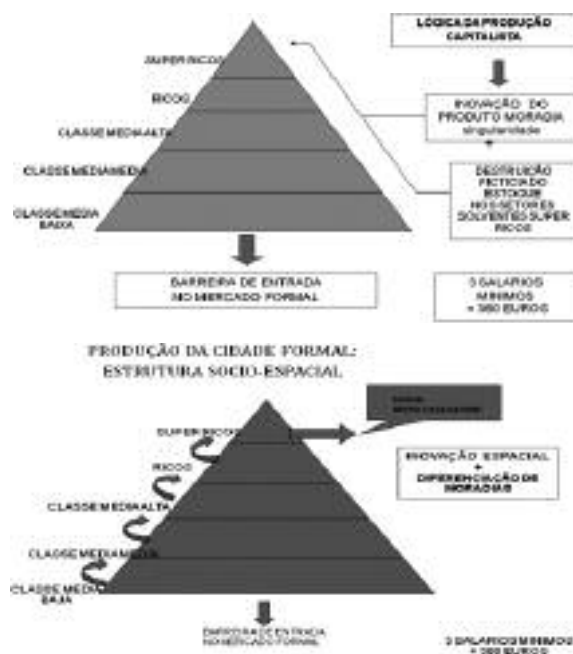 LÓGICA DA PRODUÇÃO
CAPITALISTA
SUPER RICOS
RICOS
CLASSE MEDIA ALTA
CLASSE MEDIA MEDIA
CLASSE MEDIA
BAIXA
INOVAÇÃO DO
PRODUTO MORADIA
singularidade
DESTRUIÇÃO
FICTICIA DO
ESTOQUE
NOS SETORES
SOLVENTES SUPER
RICOS
BARREIRA DE ENTRADA
NO MERCADO FORMAL
3 SALARIOS
MINIMOS
= 360 EUROS
PRODUÇÃO DA CIDADE FORMAL:
ESTRUTURA SOCIO-ESPACIAL
SUPER RICOS
RICOS
CLASSE MEDIA ALTA
CLASSE MEDIA MEDIA
CLASSE MEDIA
BAIXA
INOVAÇÃO ESPACIAL
+
DIFERENCIAÇÃO DE
MORADIAS
BARREIRA DE ENTRADA
NO MERCADO FORMAL
3 SALARIOS MINIMOS
= 360 EUROS